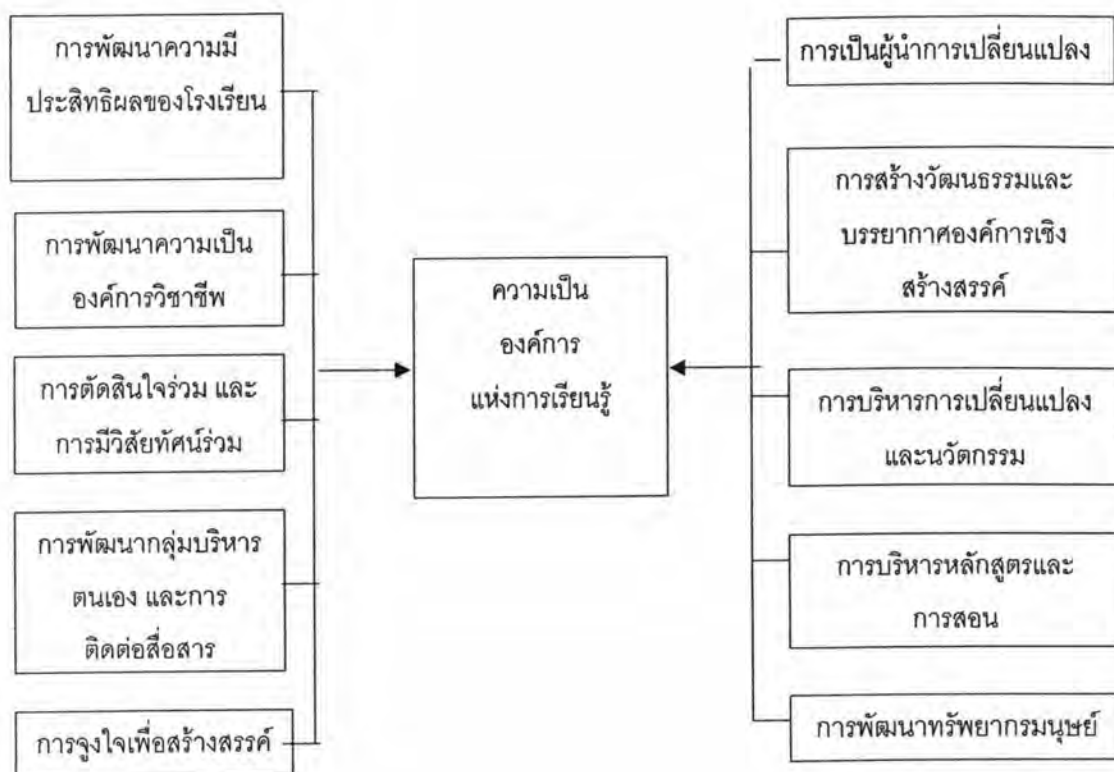 การพัฒนาความมี
ประสิทธิผลของโรงเรียน
การพัฒนาความเป็น
องค์การวิชาชีพ
การตัดสินใจร่วม และ
การมีวิสัยทัศน์ร่วม
การพัฒนากลุ่มบริหาร
ตนเอง และการ
ติดต่อสื่อสาร
การจูงใจเพื่อสร้างสรรค์
ความเป็น
องค์การ
แห่งการเรียนรู้
การเป็นผู้นำการเปลี่ยนแปลง
การสร้างวัฒนธรรมและ
บรรยากาศองค์การเชิง
สร้างสรรค์
การบริหารการเปลี่ยนแปลง
และนวัตกรรม
การบริหารหลักสูตรและ
การสอน
การพัฒนาทรัพยากรมนุษย์